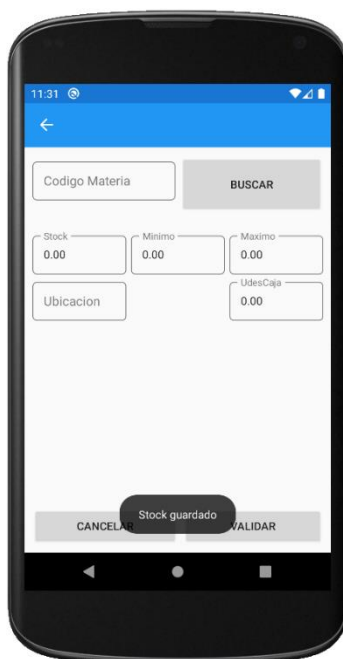 11:31
Codigo Materia
BUSCAR
Stock Minimo Maximo
0.00 0.00 0.00
Ubicacion
UdesCaja
0.00
Stock guardado
CANCELAR VALIDAR